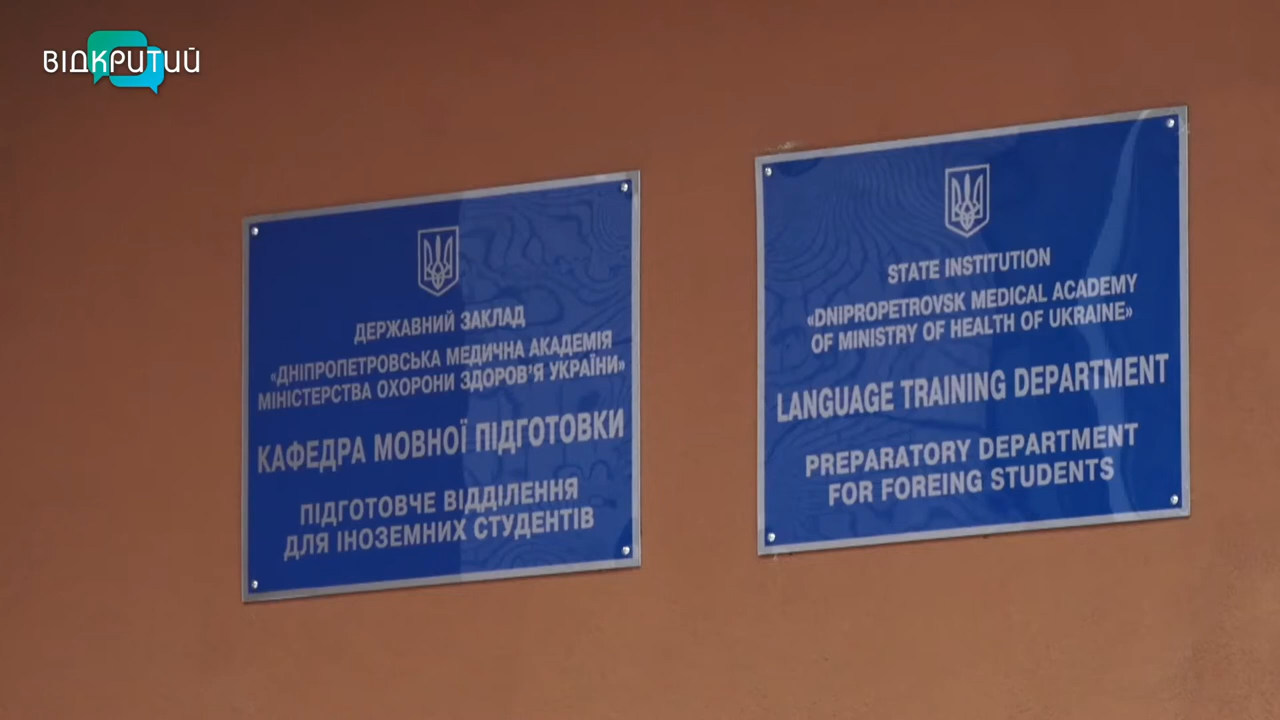 ВІДКРИТИЙ
ДЕРЖАВНИЙ ЗАКЛАД
«ДНІПРОПЕТРОВСЬКА МЕДИЧНА АКАДЕМІЯ
МІНІСТЕРСТВА ОХОРОНИ ЗДОРОВ'Я УКРАЇНИ»
КАФЕДРА МОВНОЇ ПІДГОТОВКИ
ПІДГОТОВЧЕ ВІДДІЛЕННЯ
ДЛЯ ІНОЗЕМНИХ СТУДЕНТІВ
STATE INSTITUTION
«DNIPROPETROVSK MEDICAL ACADEMY
OF MINISTRY OF HEALTH OF UKRAINE»
LANGUAGE TRAINING DEPARTMENT
PREPARATORY DEPARTMENT
FOR FOREING STUDENTS